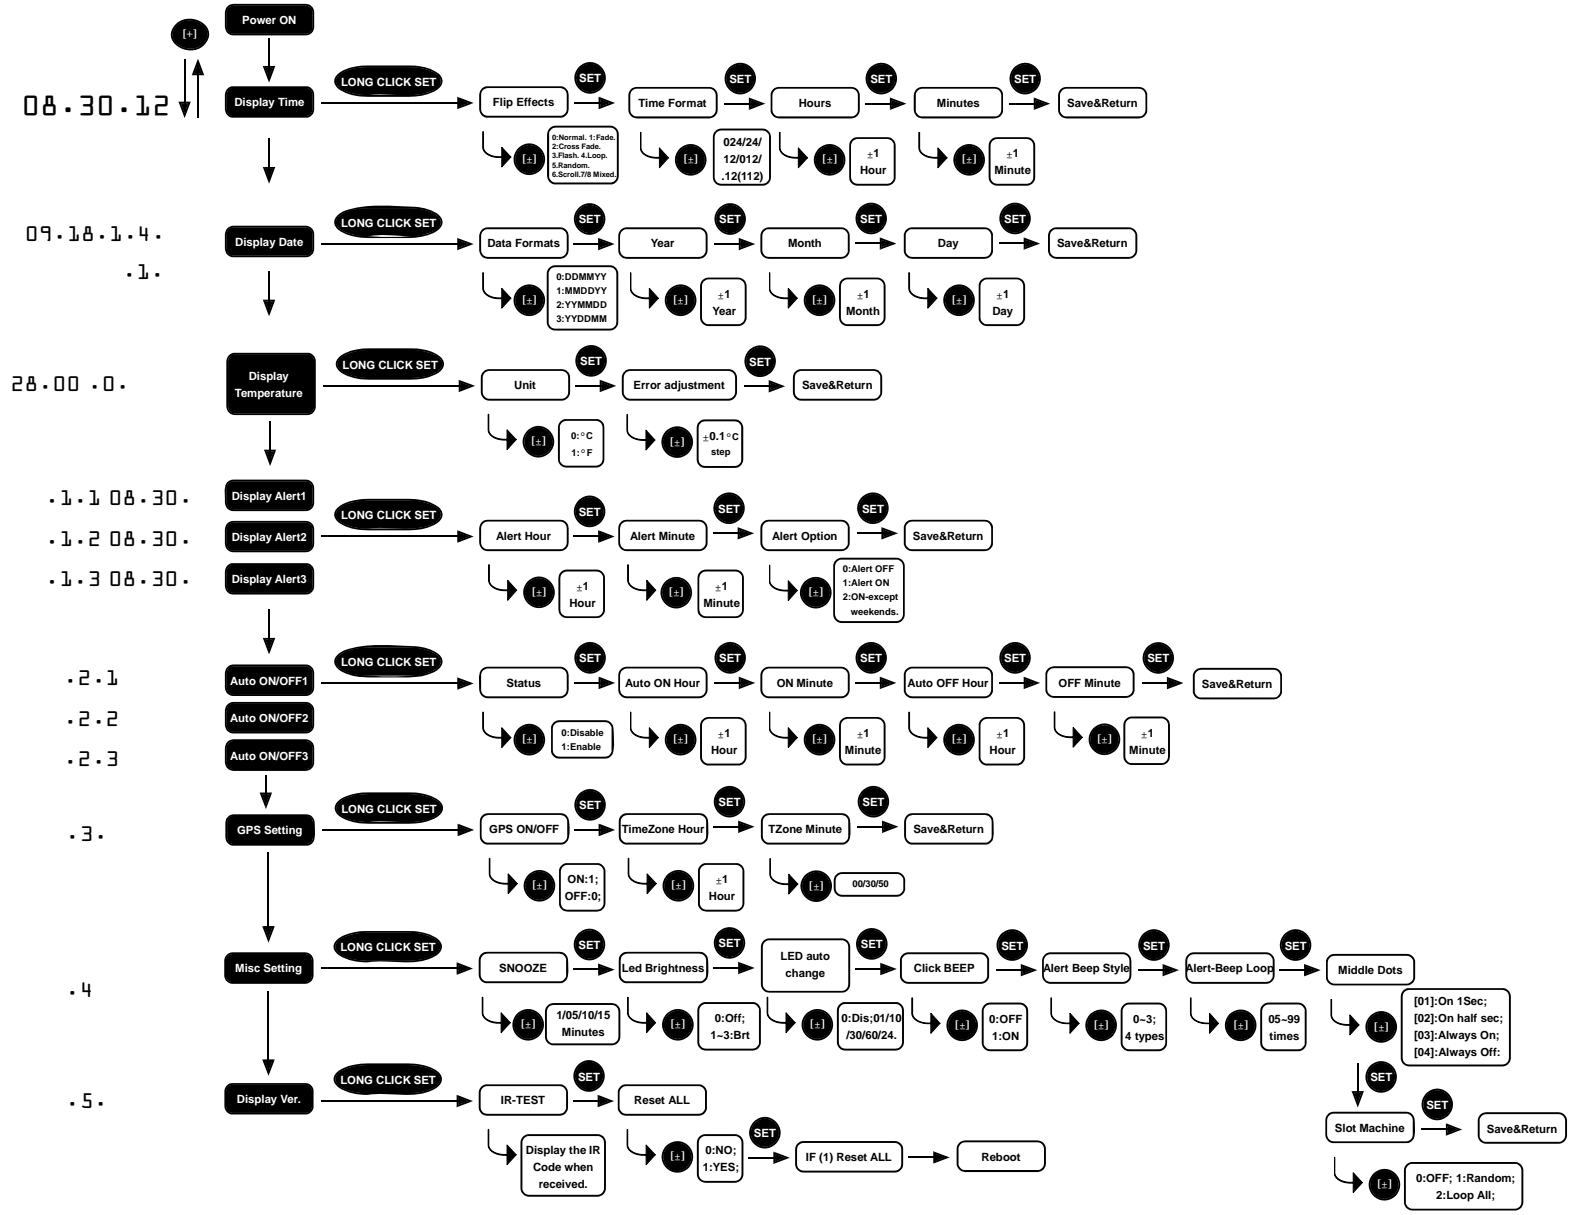 Power ON
[+]
08.30.12
Display Time
LONG CLICK SET
Flip Effects
SET
Time Format
SET
Hours
SET
Minutes
SET
Save&Return
[±]
0:Normal. 1:Fade.
2:Cross Fade.
3.Flash. 4.Loop.
5.Random.
6.Scroll.7/8 Mixed.
[±]
024/24/
12/012/
.12(112)
[±]
±1
Hour
[±]
±1
Minute
09.18.1.4.
.1.
Display Date
LONG CLICK SET
Data Formats
SET
Year
SET
Month
SET
Day
SET
Save&Return
[±]
0:DDMMYY
1:MMDDYY
2:YYMMDD
3:YYDDMM
[±]
±1
Year
[±]
±1
Month
[±]
±1
Day
28.00 .0.
Display
Temperature
LONG CLICK SET
Unit
SET
Error adjustment
SET
Save&Return
[±]
0:°C
1:°F
[±]
±0.1°C
step
.1.1 08.30.
Display Alert1
.1.2 08.30.
Display Alert2
.1.3 08.30.
Display Alert3
LONG CLICK SET
Alert Hour
SET
Alert Minute
SET
Alert Option
SET
Save&Return
[±]
±1
Hour
[±]
±1
Minute
[±]
0:Alert OFF
1:Alert ON
2:ON-except
weekends.
.2.1
Auto ON/OFF1
.2.2
Auto ON/OFF2
.2.3
Auto ON/OFF3
LONG CLICK SET
Status
SET
Auto ON Hour
SET
ON Minute
SET
Auto OFF Hour
SET
OFF Minute
SET
Save&Return
[±]
0:Disable
1:Enable
[±]
±1
Hour
[±]
±1
Minute
[±]
±1
Hour
[±]
±1
Minute
.3.
GPS Setting
LONG CLICK SET
GPS ON/OFF
SET
TimeZone Hour
SET
TZone Minute
SET
Save&Return
[±]
ON:1;
OFF:0;
[±]
±1
Hour
[±]
00/30/50
.4
Misc Setting
LONG CLICK SET
SNOOZE
SET
Led Brightness
SET
LED auto
change
SET
Click BEEP
SET
Alert Beep Style
SET
Alert-Beep Loop
SET
Middle Dots
[±]
1/05/10/15
Minutes
[±]
0:Off;
1~3:Brt
[±]
0:Dis;01/10
/30/60/24.
[±]
0:OFF
1:ON
[±]
0~3;
4 types
[±]
05~99
times
[±]
[01]:On 1Sec;
[02]:On half sec;
[03]:Always On;
[04]:Always Off:
SET
Slot Machine
SET
Save&Return
[±]
0:OFF; 1:Random;
2:Loop All;
.5.
Display Ver.
LONG CLICK SET
IR-TEST
SET
Reset ALL
Display the IR
Code when
received.
[±]
0:NO;
1:YES;
SET
IF (1) Reset ALL
Reboot